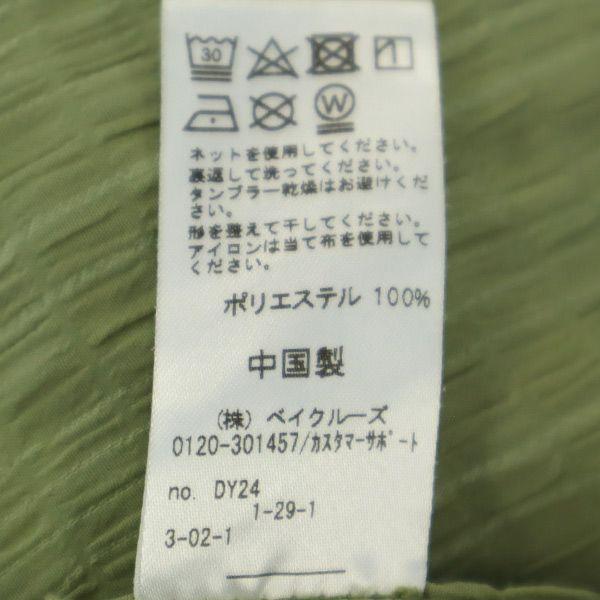 30
W
ネットを使用してください。
裏返して洗ってください。
タンブラー乾燥はお避けくだ
さい。
形を整えて干してください。
アイロンは当て布を使用して
ください。
ポリエステル 100%
中国製
(株) ベイクルーズ
0120-301457/カスタマーサポート
no. DY24
1-29-1
3-02-1